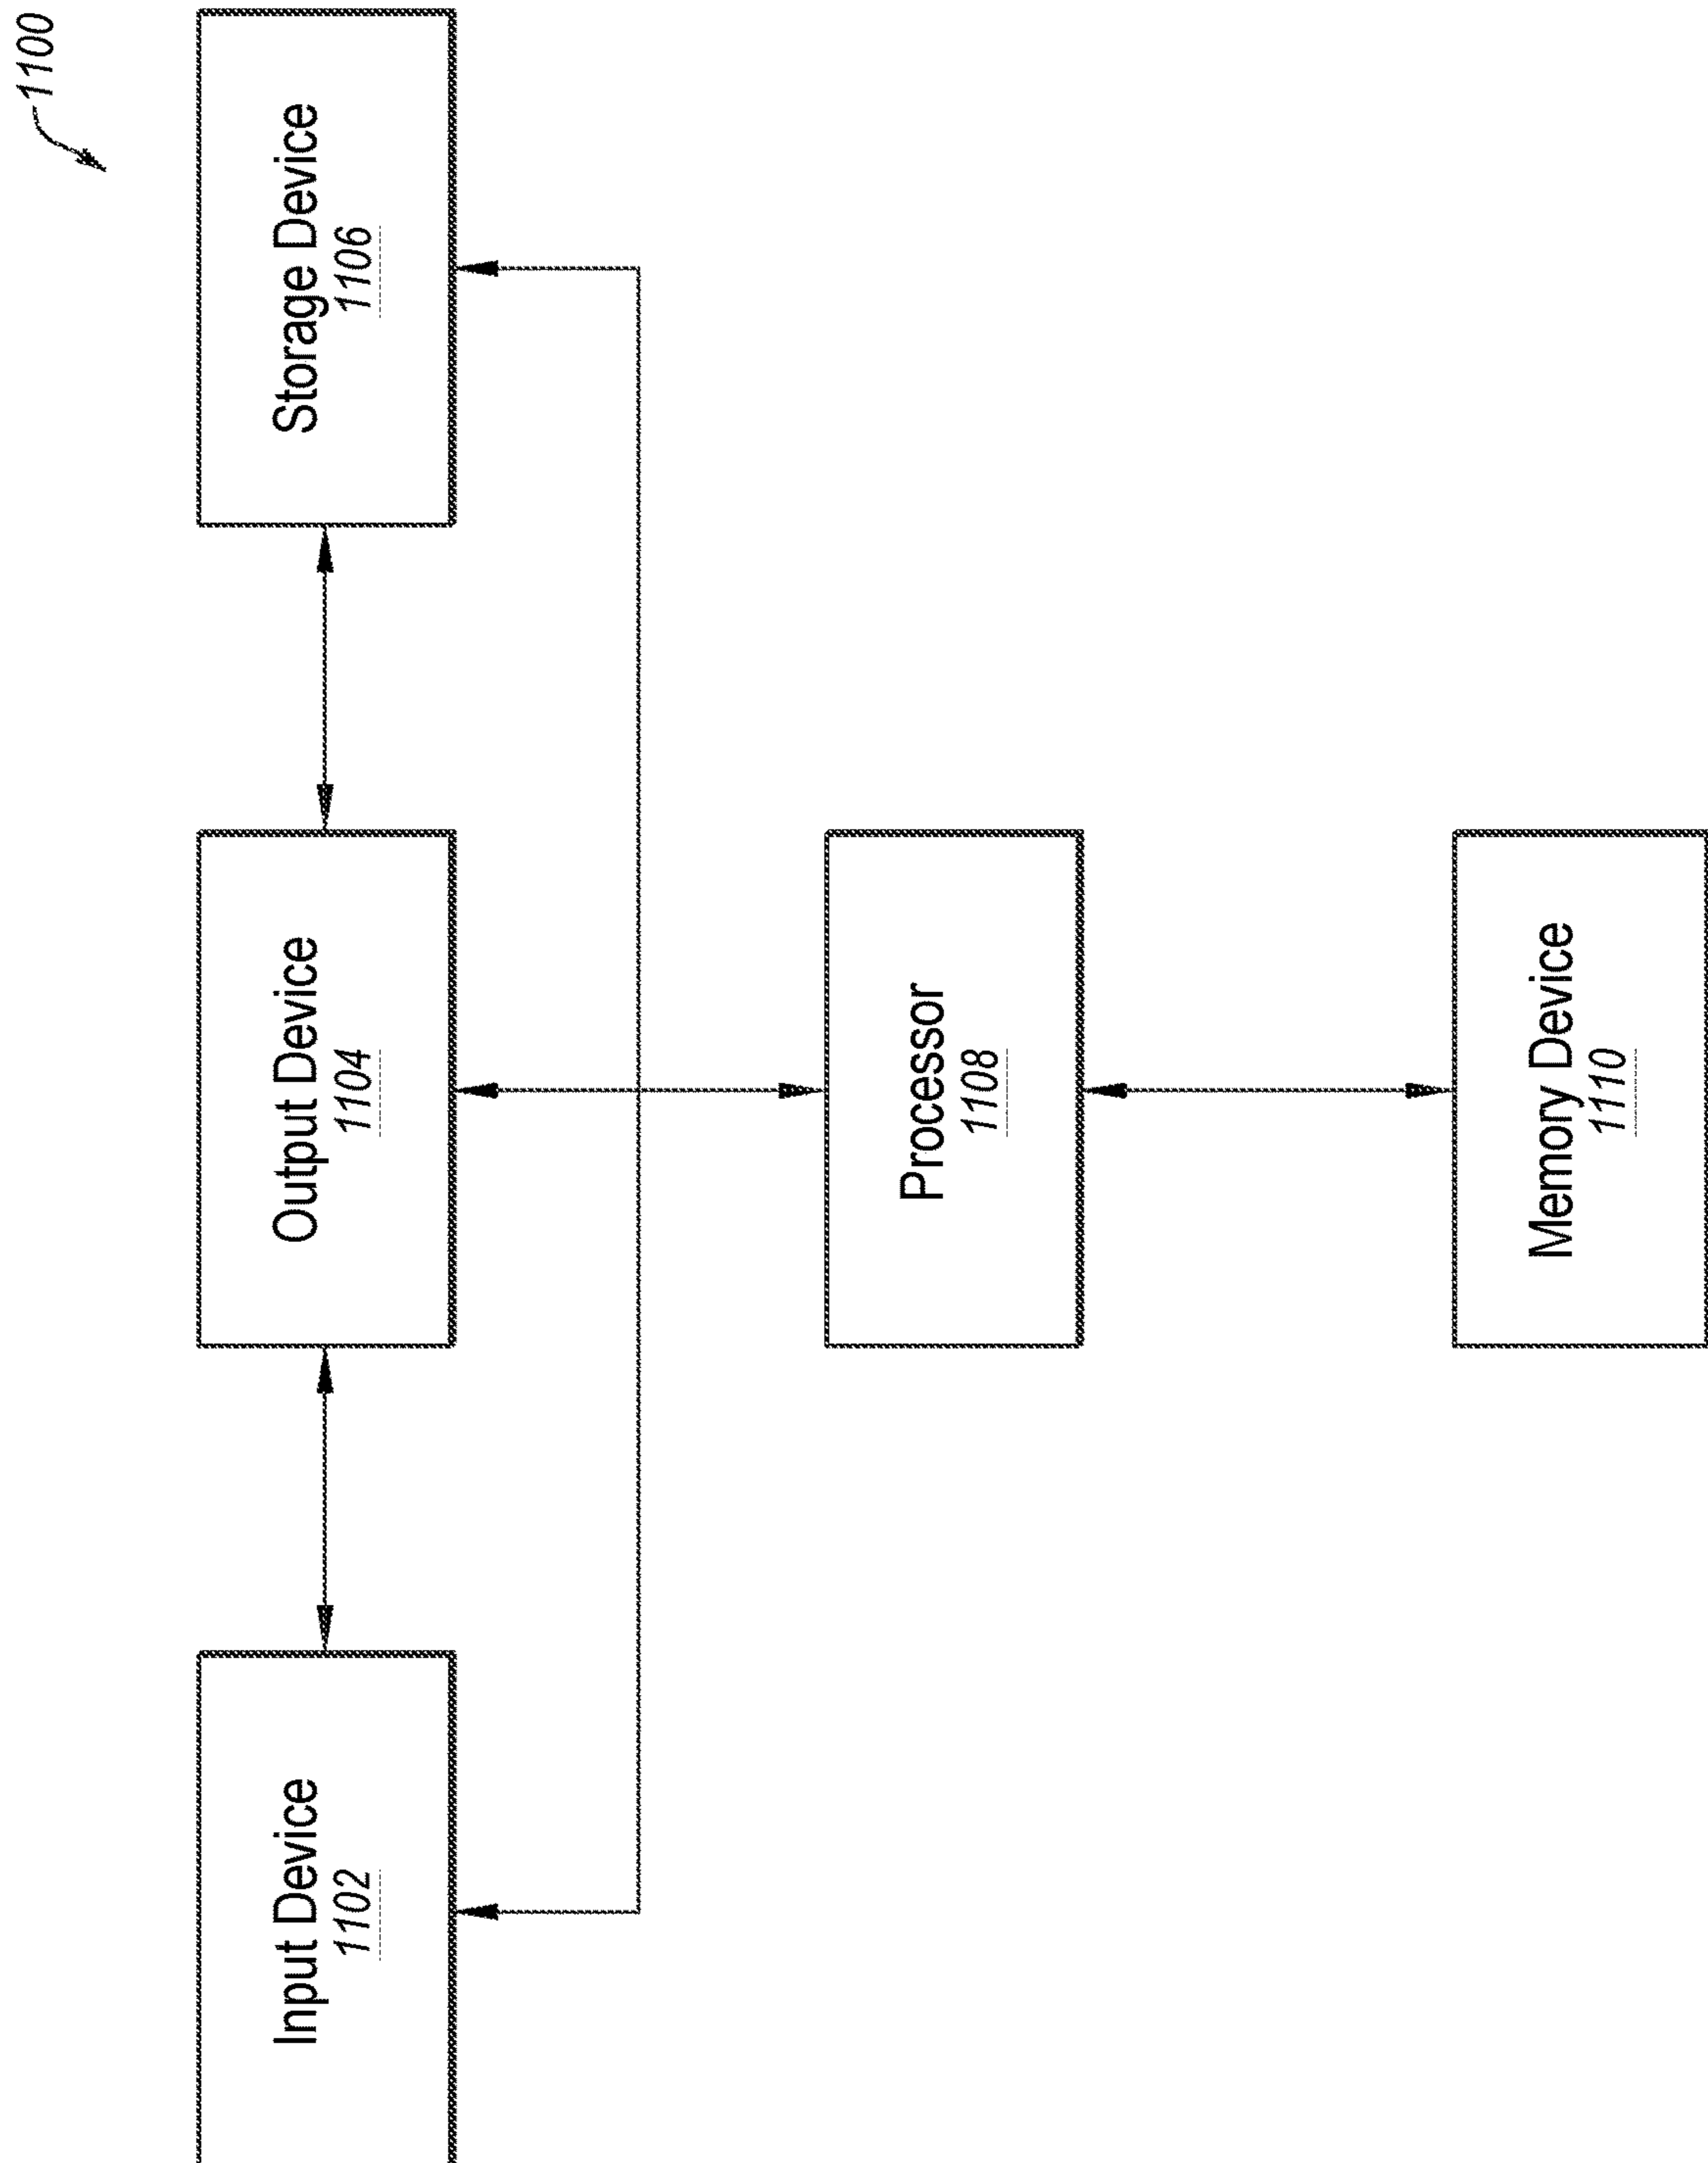 1100
Input Device
1102
Output Device
1104
Storage Device
1106
Processor
1108
Memory Device
1110